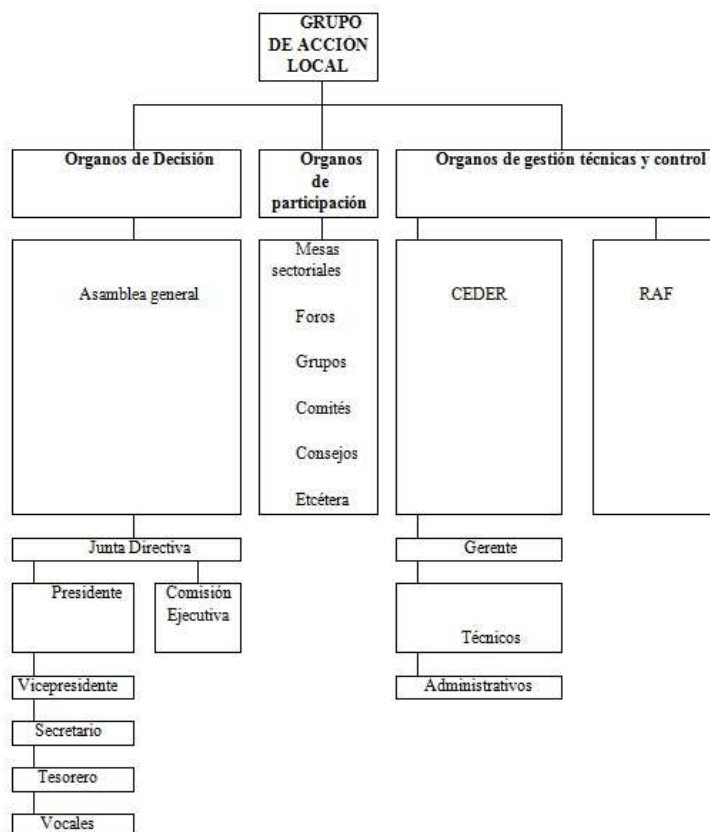 GRUPO
DE ACCIÓN
LOCAL
Organos de Decisión
Organos
de
participación
Organos de gestión técnicas y control
Asamblea general
Mesas
sectoriales
Foros
Grupos
Comités
Consejos
Etcétera
CEDER
RAF
Junta Directiva
Gerente
Presidente
Comisión
Ejecutiva
Técnicos
Vicepresidente
Administrativos
Secretario
Tesorero
Vocales